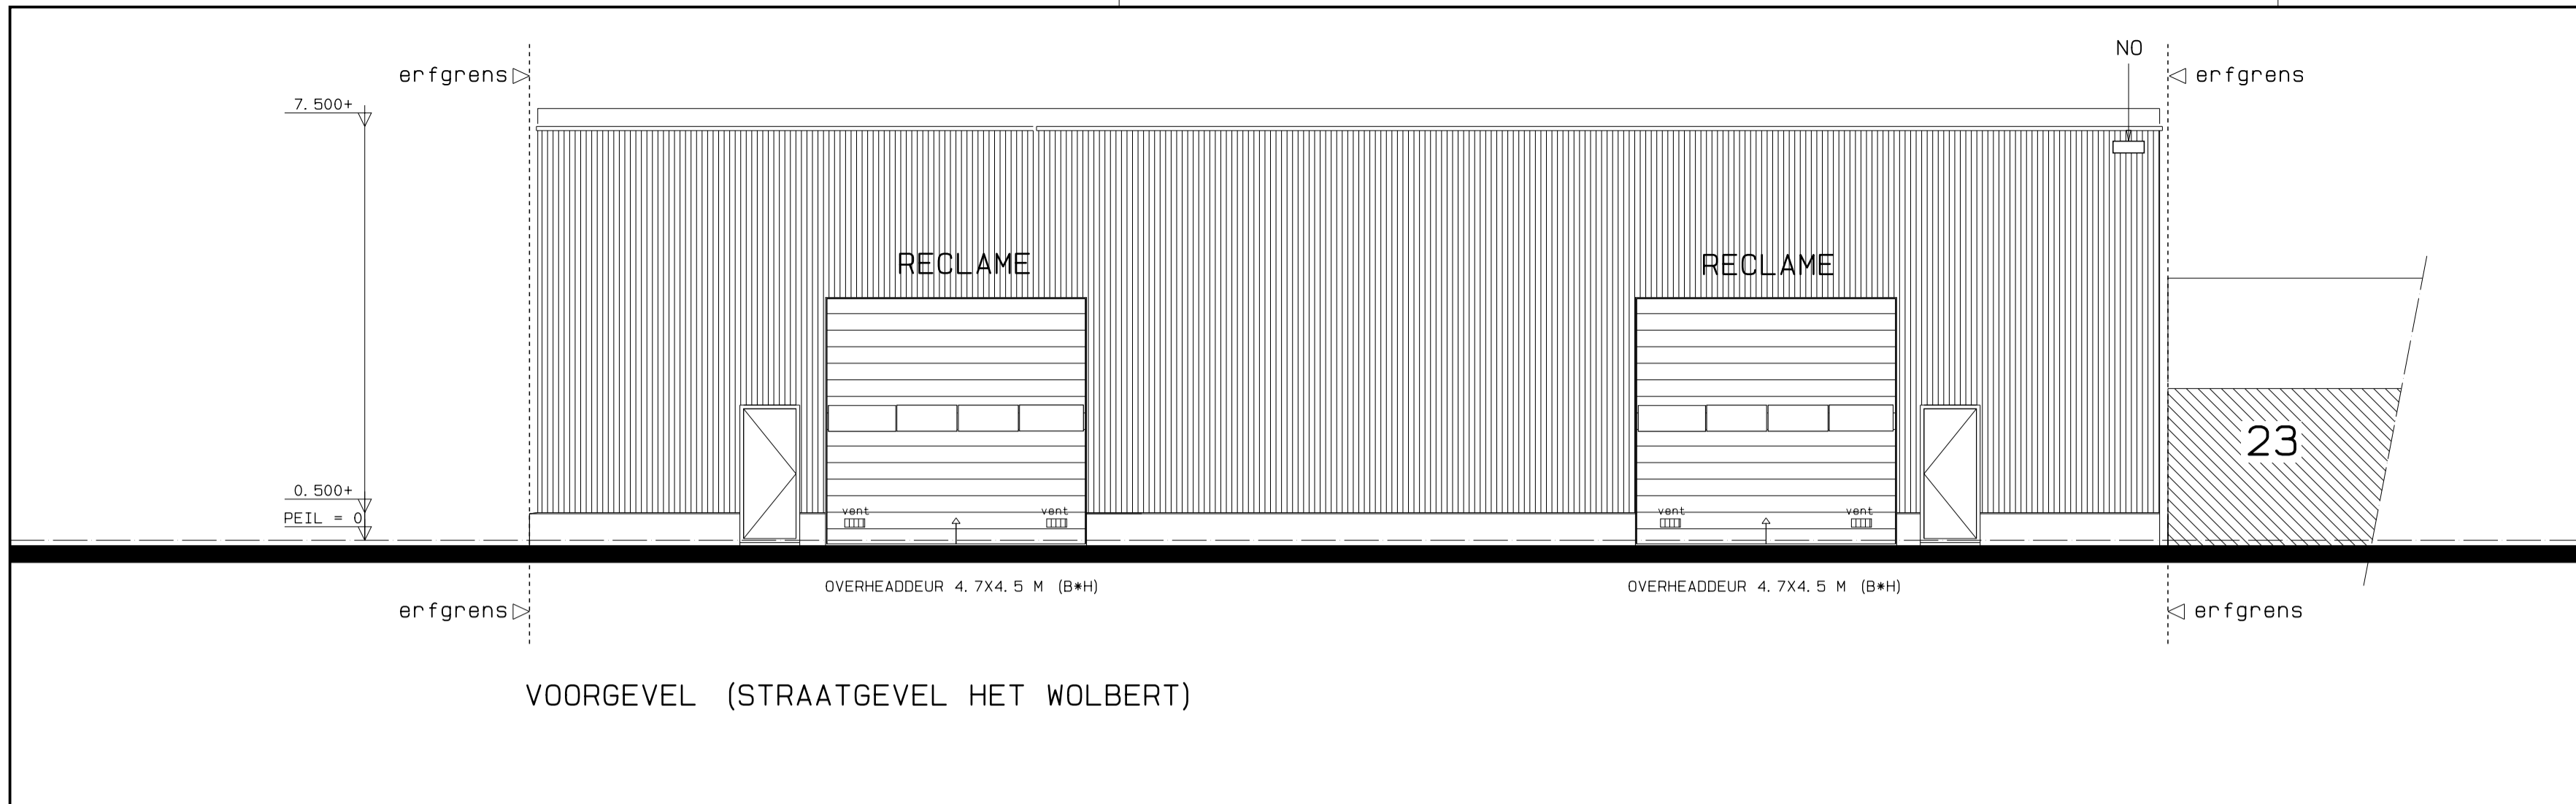 NO
erfgrens
erfgrens
7.500+
RECLAME
RECLAME
23
0.500+
PEIL = 0
vent
vent
vent
vent
OVERHEADDEUR 4.7X4.5 M (B*H)
OVERHEADDEUR 4.7X4.5 M (B*H)
erfgrens
erfgrens
VOORGEVEL (STRAATGEVEL HET WOLBERT)